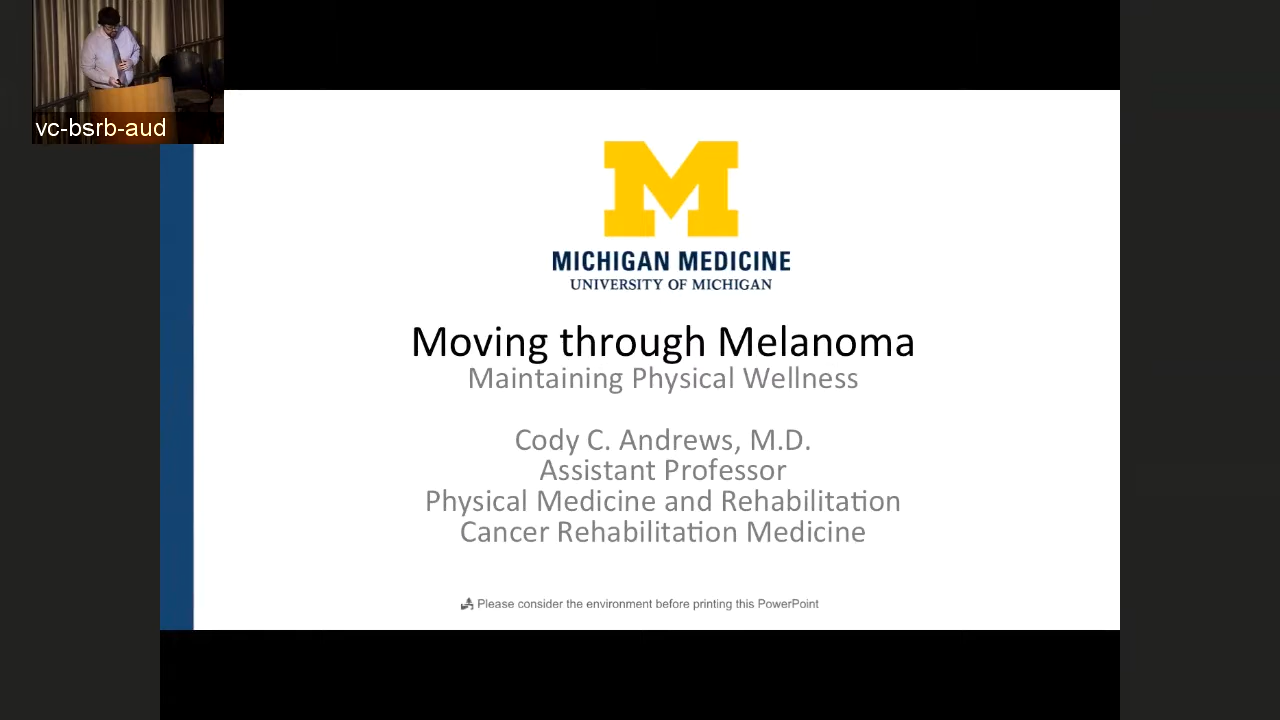 vc-bsrb-aud
M
MICHIGAN MEDICINE
UNIVERSITY OF MICHIGAN
Moving through Melanoma
Maintaining Physical Wellness
Cody C. Andrews, M.D.
Assistant Professor
Physical Medicine and Rehabilitation
Cancer Rehabilitation Medicine
Please consider the environment before printing this PowerPoint